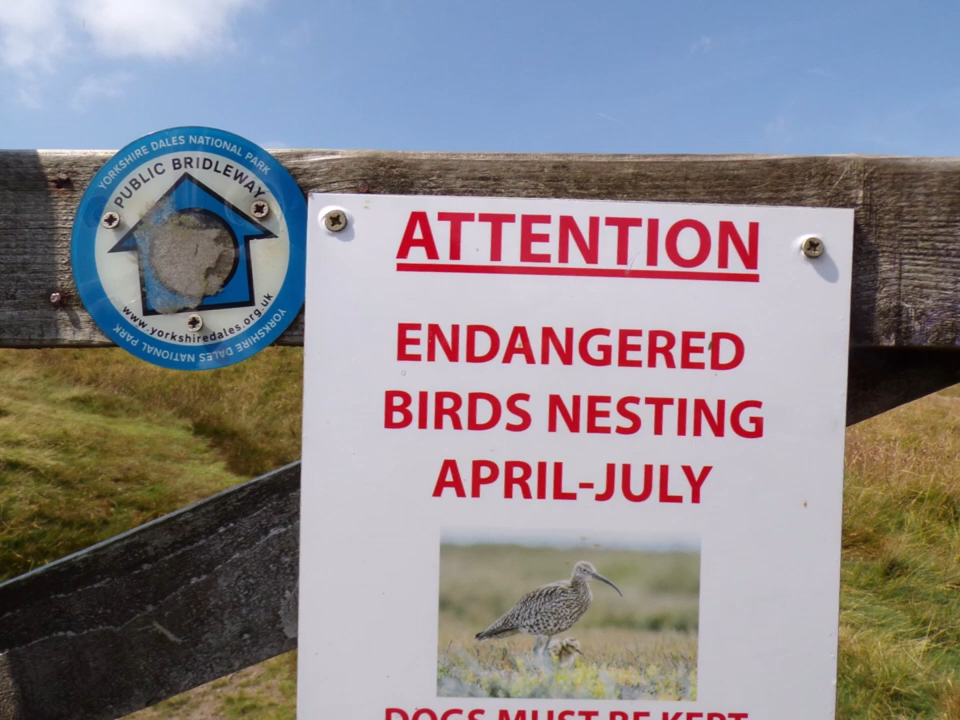 YORKSHIRE DALES NATIONAL PARK
PUBLIC BRIDLEWAY
www.yorkshiredales.org.uk
YORKSHIRE DALES NATIONAL PARK
ATTENTION
ENDANGERED
BIRDS NESTING
APRIL-JULY
DOGS MUST BE KEPT